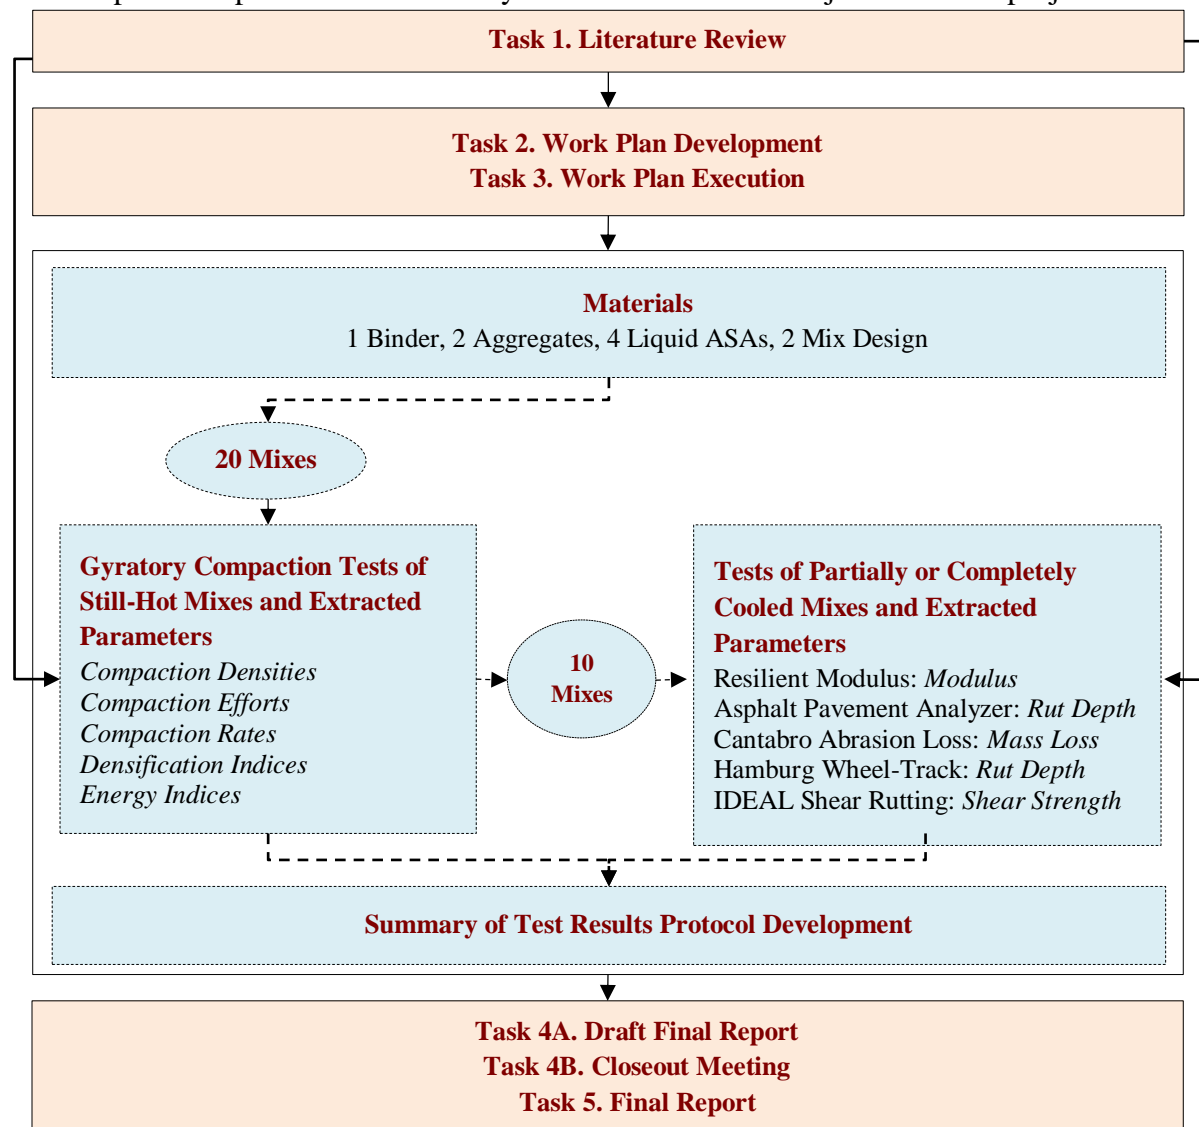 Task 1. Literature Review
Task 2. Work Plan Development
Task 3. Work Plan Execution
Materials
1 Binder, 2 Aggregates, 4 Liquid ASAs, 2 Mix Design
20 Mixes
Gyratory Compaction Tests of
Still-Hot Mixes and Extracted
Parameters
Compaction Densities
Compaction Efforts
Compaction Rates
Densification Indices
Energy Indices
10
Mixes
Tests of Partially or Completely
Cooled Mixes and Extracted
Parameters
Resilient Modulus: Modulus
Asphalt Pavement Analyzer: Rut Depth
Cantabro Abrasion Loss: Mass Loss
Hamburg Wheel-Track: Rut Depth
IDEAL Shear Rutting: Shear Strength
Summary of Test Results Protocol Development
Task 4A. Draft Final Report
Task 4B. Closeout Meeting
Task 5. Final Report